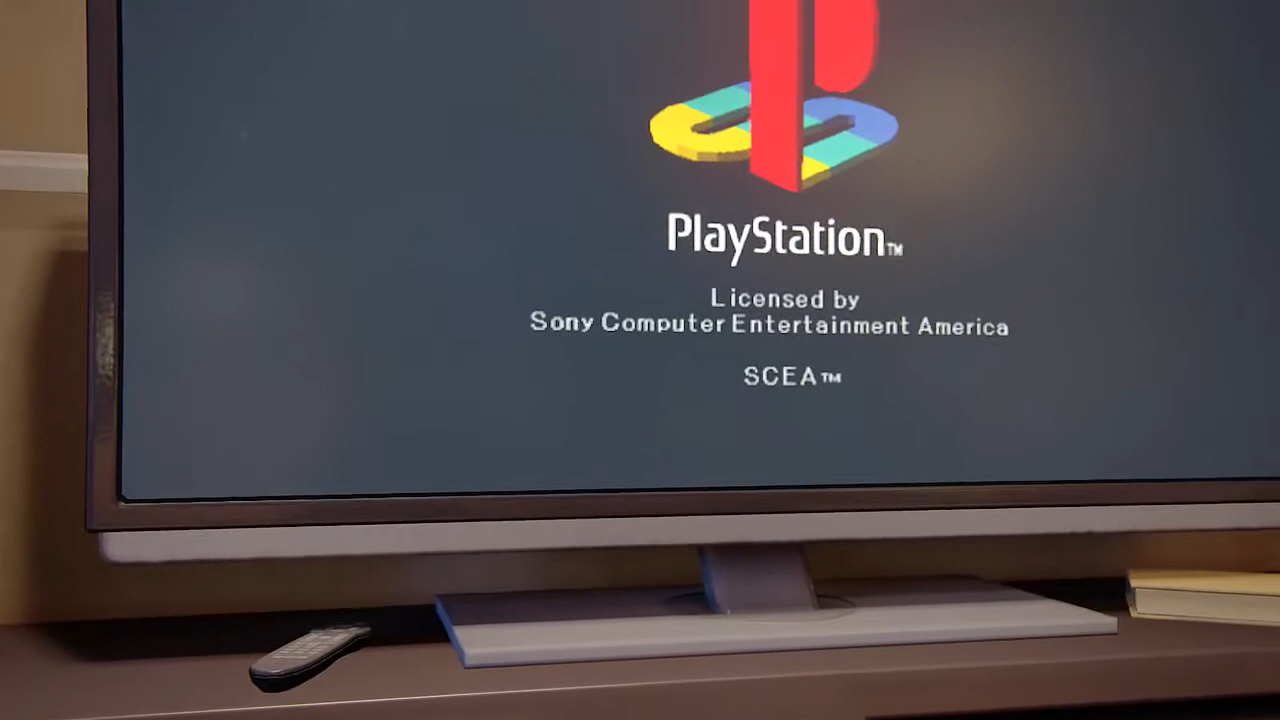 PlayStation™
Licensed by
Sony Computer Entertainment America
SCEA™